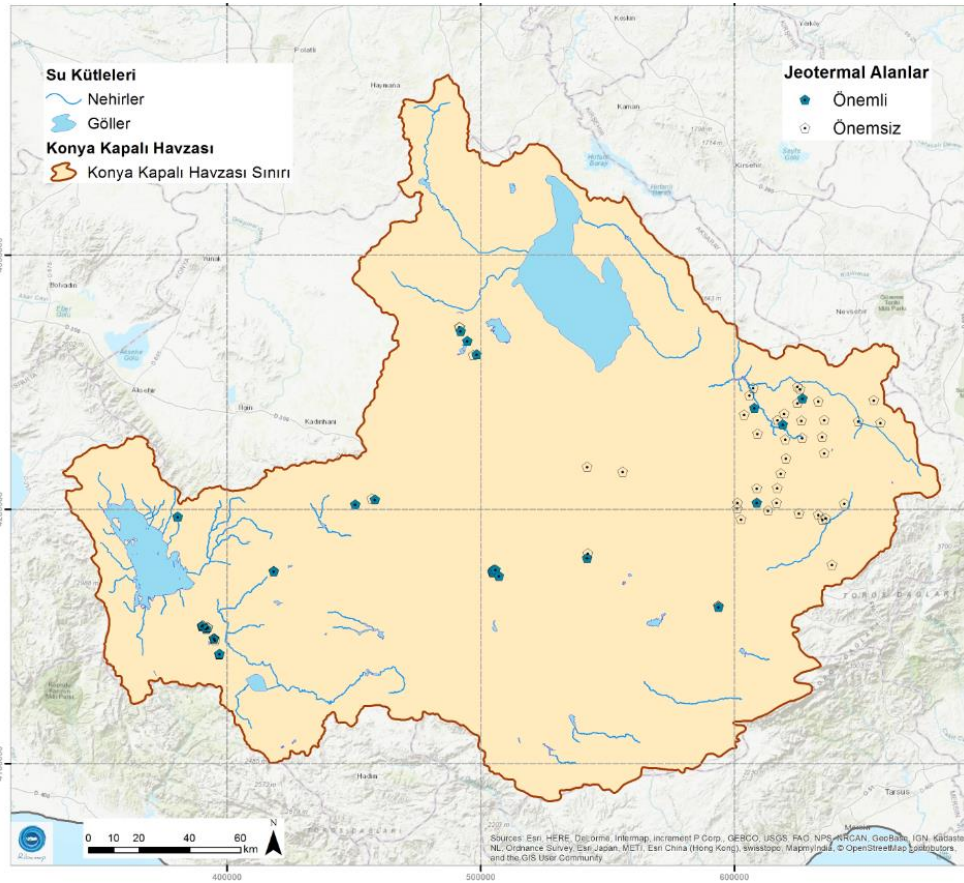 Su Kütleleri
Nehirler
Göller
Konya Kapalı Havzası
Konya Kapalı Havzası Sınırı
Jeotermal Alanlar
Önemli
Önemsiz
Polatlı
Haymana
Kaman
Kırşehir
Nevşehir
Yunak
Bolvadin
Akşehir
Ilgın
Kadınhanı
D 300
Hadim
Tarsus
TOROS DAĞLARI
0 10 20 40 60
km
N
Sources: Esri, HERE, DeLorme, Intermap, increment P Corp., GEBCO, USGS, FAO, NPS, NRCAN, GeoBase, IGN, Kadaster
NL, Ordnance Survey, Esri Japan, METI, Esri China (Hong Kong), swisstopo, MapmyIndia, © OpenStreetMap contributors,
and the GIS User Community
400000 500000 600000